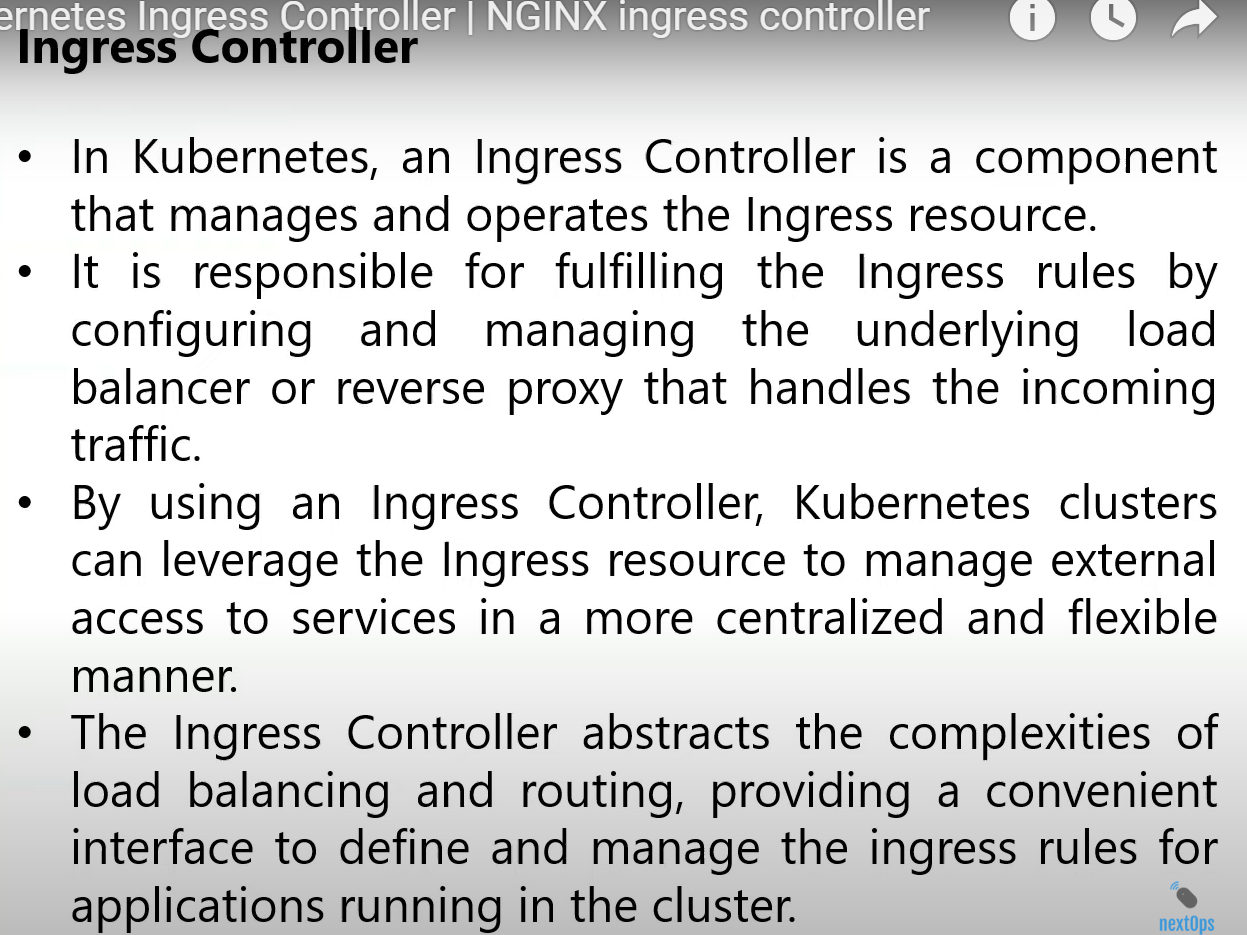 ernetes Ingress Controller | NGINX ingress controller
Ingress Controller
• In Kubernetes, an Ingress Controller is a component
that manages and operates the Ingress resource.
• It is responsible for fulfilling the Ingress rules by
configuring and managing the underlying load
balancer or reverse proxy that handles the incoming
traffic.
• By using an Ingress Controller, Kubernetes clusters
can leverage the Ingress resource to manage external
access to services in a more centralized and flexible
manner.
• The Ingress Controller abstracts the complexities of
load balancing and routing, providing a convenient
interface to define and manage the ingress rules for
applications running in the cluster.
nextOps